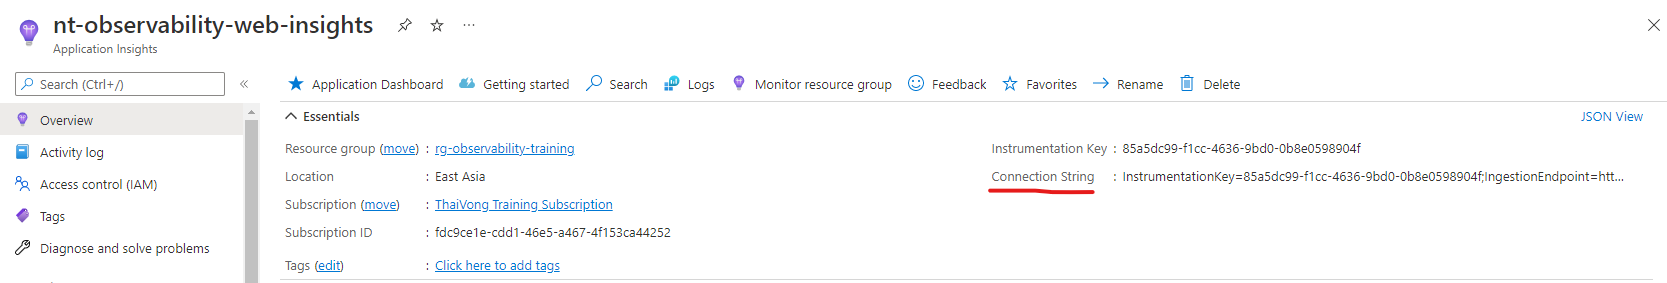 nt-observability-web-insights
Application Insights
Search (Ctrl+/)
Overview
Activity log
Access control (IAM)
Tags
Diagnose and solve problems
Application Dashboard Getting started Search Logs Monitor resource group Feedback Favorites Rename Delete
Essentials
JSON View
Resource group (move) : rg-observability-training
Location : East Asia
Subscription (move) : ThaiVong Training Subscription
Subscription ID : fdc9ce1e-cdd1-46e5-a467-4f153ca44252
Tags (edit) : Click here to add tags
Instrumentation Key : 85a5dc99-f1cc-4636-9bd0-0b8e0598904f
Connection String : InstrumentationKey=85a5dc99-f1cc-4636-9bd0-0b8e0598904f;IngestionEndpoint=htt...